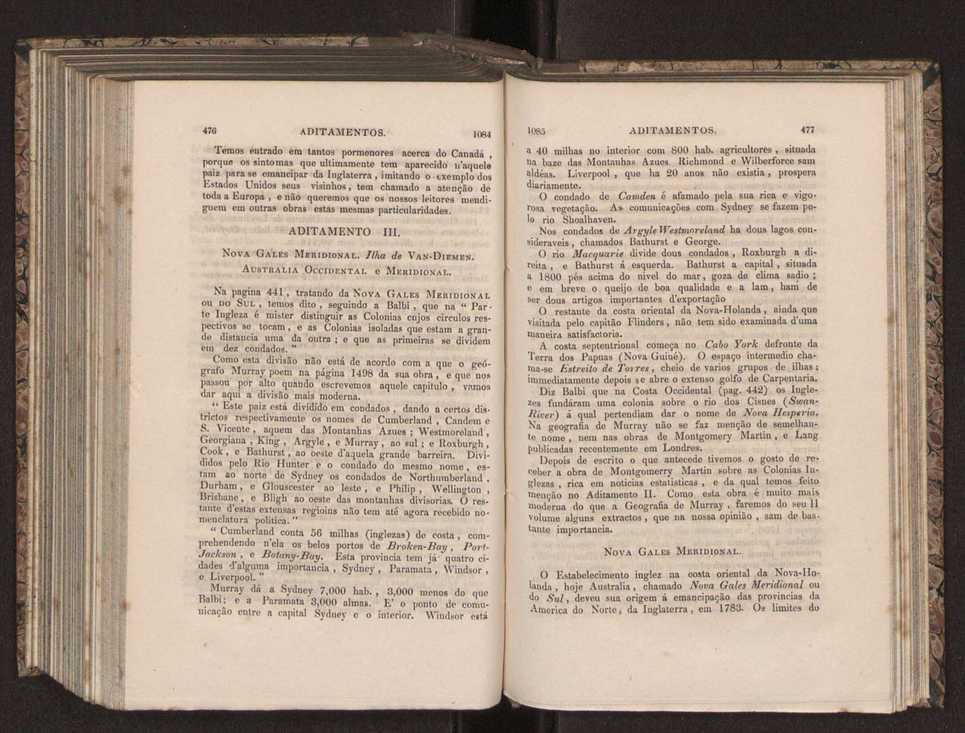 476 ADITAMENTOS. 1084
Temos entrado em tantos pormenores acerca do Canadá ,
porque os sintomas que ultimamente tem aparecido n'aquele
paiz para se emancipar da Inglaterra , imitando o exemplo dos
Estados Unidos seus visinhos , tem chamado a atenção de
toda a Europa , e não queremos que os nossos leitores mendi-
guem em outras obras estas mesmas particularidades.
ADITAMENTO III.
NOVA GALES MERIDIONAL. Ilha de VAN-DIEMEN.
AUSTRALIA OCCIDENTAL e MERIDIONAL.
Na pagina 441 , tratando da NOVA GALES MERIDIONAL
ou DO SUL , temos dito , seguindo a Balbi , que na “ Par-
te Ingleza é mister distinguir as Colonias cujos circulos res-
pectivos se tocam , e as Colonias isoladas que estam a gran-
de distancia uma da outra ; e que as primeiras se dividem
em dez condados. ”
Como esta divisão não está de acordo com a que o geó-
grafo Murray poem na página 1498 da sua obra , e que nos
passou por alto quando escrevemos aquele capitulo , vamos
dar aqui a divisão mais moderna.
“ Este paiz está dividido em condados , dando a certos dis-
trictos respectivamente os nomes de Cumberland , Camdem e
S. Vicente , aquem das Montanhas Azues ; Westmoreland ,
Georgiana , King , Argyle , e Murray , ao sul ; e Roxburgh ,
Cook , e Bathurst , ao oeste d'aquela grande barreira. Divi-
didos pelo Rio Hunter e o condado do mesmo nome , es-
tam ao norte de Sydney os condados de Northumberland ,
Durham , e Glouscester ao leste , e Philip , Wellington ,
Brisbane , e Bligh ao oeste das montanhas divisorias. O res-
tante d'estas extensas regioins não tem até agora recebido no-
menclatura politica. ”
“ Cumberland conta 56 milhas (inglezas) de costa , com-
prehendendo n'ela os belos portos de Broken-Bay , Port-
Jackson , e Botany-Bay. Esta provincia tem já quatro ci-
dades d'alguma importancia , Sydney , Paramata , Windsor ,
e Liverpool. ”
Murray dá a Sydney 7,000 hab. , 3,000 menos do que
Balbi ; e a Paramata 3,000 almas. E' o ponto de comu-
nicação entre a capital Sydney e o interior. Windsor está
1085 ADITAMENTOS. 477
a 40 milhas no interior com 800 hab. agricultores , situada
na baze das Montanhas Azues. Richmond e Wilberforce sam
aldéas. Liverpool , que ha 20 anos não existia , prospera
diariamente.
O condado de Camden é afamado pela sua rica e vigo-
rosa vegetação. As comunicações com Sydney se fazem pe-
lo rio Shoalhaven.
Nos condados de Argyle Westmoreland ha dous lagos con-
sideraveis , chamados Bathurst e George.
O rio Macquarie divide dous condados , Roxburgh a di-
reita , e Bathurst á esquerda. Bathurst a capital , situada
a 1800 pés acima do nivel do mar , goza de clima sadio ;
e em breve o queijo de boa qualidade e a lam , ham de
ser dous artigos importantes d'exportação
O restante da costa oriental da Nova-Holanda , ainda que
visitada pelo capitão Flinders , não tem sido examinada d'uma
maneira satisfactoria.
A costa septentrional começa no Cabo York defronte da
Terra dos Papuas (Nova Guiné). O espaço intermedio cha-
ma-se Estreito de Torres , cheio de varios grupos de ilhas ;
immediatamente depois se abre o extenso golfo de Carpentaria.
Diz Balbi que na Costa Occidental (pag. 442) os Ingle-
zes fundáram uma colonia sobre o rio dos Cisnes (Swan-
River) á qual pertendiam dar o nome de Nova Hesperia.
Na geografia de Murray não se faz menção de semelhan-
te nome , nem nas obras de Montgomery Martin , e Lang
publicadas recentemente em Londres.
Depois de escrito o que antecede tivemos o gosto de re-
ceber a obra de Montgomerry Martin sobre as Colonias In-
glezas , rica em noticias estatisticas , e da qual temos feito
menção no Aditamento II. Como esta obra é muito mais
moderna do que a Geografia de Murray , faremos do seu II
volume alguns extractos , que na nossa opinião , sam de bas-
tante importancia.
NOVA GALES MERIDIONAL.
O Estabelecimento inglez na costa oriental da Nova-Ho-
landa , hoje Australia , chamado Nova Gales Meridional ou
do Sul , deveu sua origem á emancipação das provincias da
America do Norte , da Inglaterra , em 1783. Os limites do